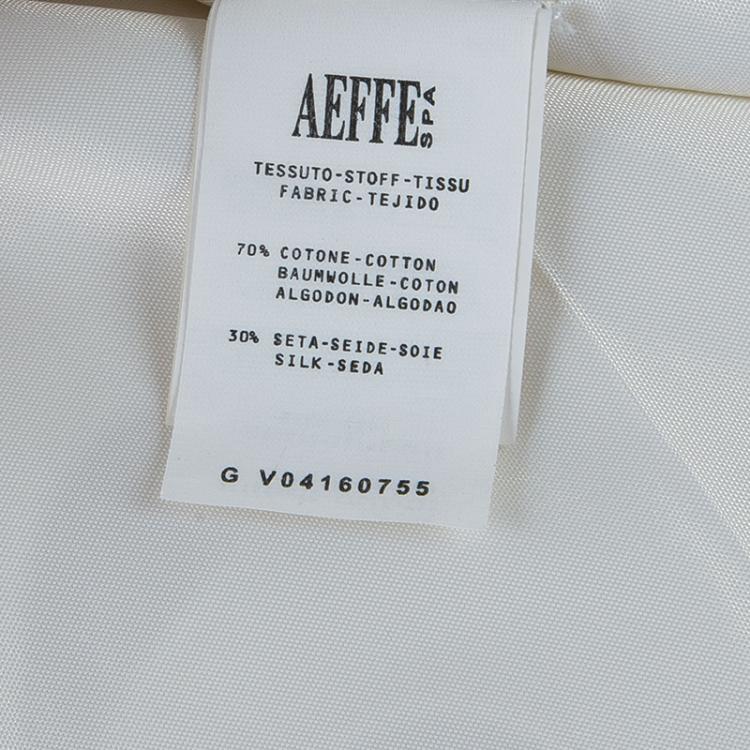 AEFFE SPA
TESSUTO-STOFF-TISSU
FABRIC-TEJIDO
70% COTONE-COTTON
BAUMWOLLE-COTON
ALGODON-ALGODAO
30% SETA-SEIDE-SOIE
SILK-SEDA
G V04160755